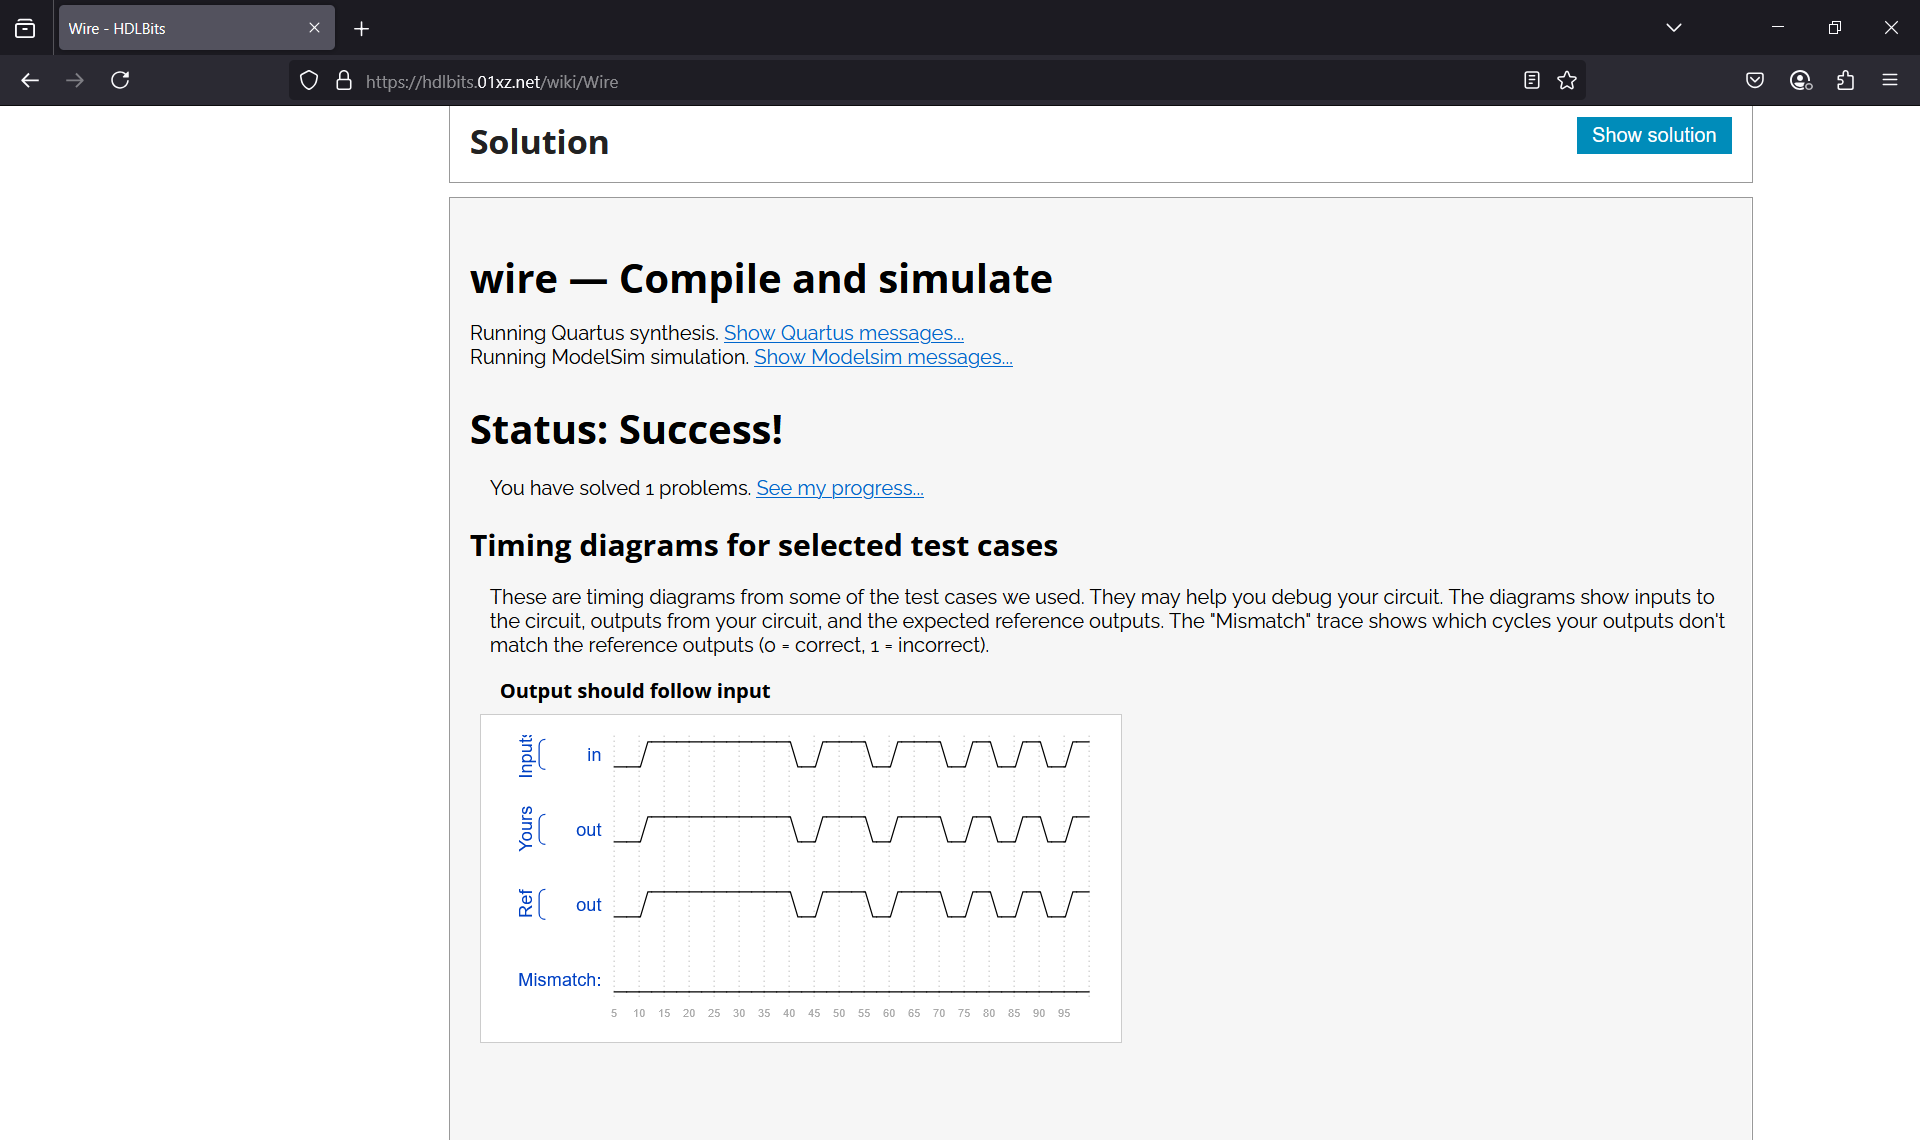 Wire - HDLBits
https://hdlbits.01xz.net/wiki/Wire
Solution
Show solution
wire — Compile and simulate
Running Quartus synthesis. Show Quartus messages...
Running ModelSim simulation. Show Modelsim messages...
Status: Success!
You have solved 1 problems. See my progress...
Timing diagrams for selected test cases
These are timing diagrams from some of the test cases we used. They may help you debug your circuit. The diagrams show inputs to
the circuit, outputs from your circuit, and the expected reference outputs. The "Mismatch" trace shows which cycles your outputs don't
match the reference outputs (0 = correct, 1 = incorrect).
Output should follow input
Inputs
in
Yours
out
Ref
out
Mismatch:
5 10 15 20 25 30 35 40 45 50 55 60 65 70 75 80 85 90 95